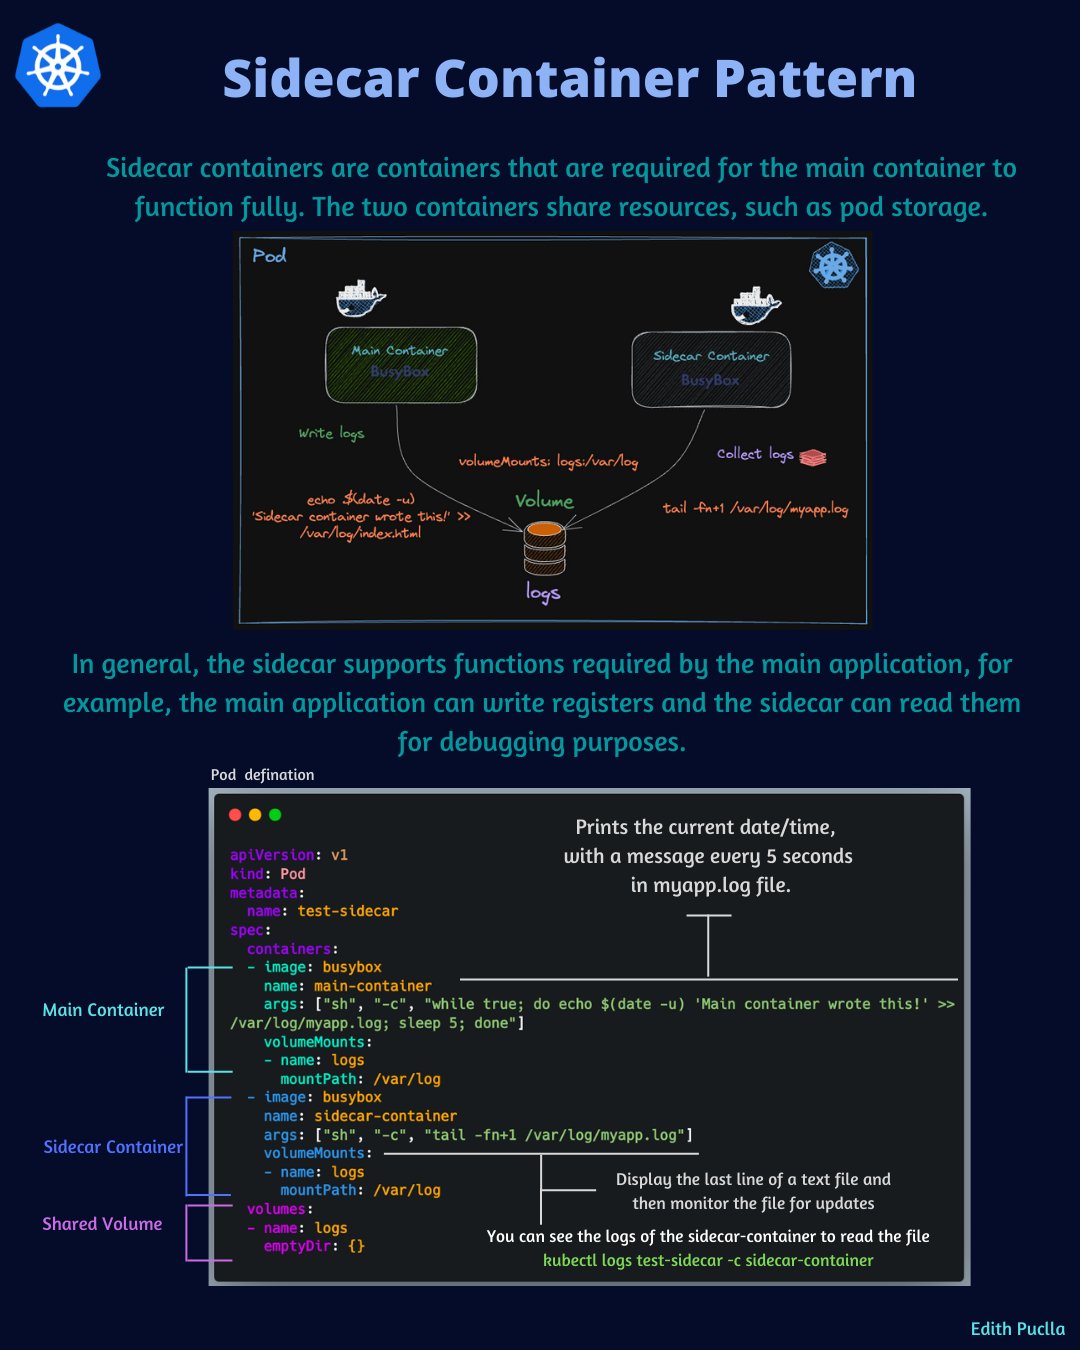 Sidecar Container Pattern
Sidecar containers are containers that are required for the main container to
function fully. The two containers share resources, such as pod storage.
Pod
Main Container
BusyBox
Sidecar Container
BusyBox
Write logs
volumeMounts: logs:/var/log
Collect logs
echo $(date -u)
'Sidecar container wrote this!' >>
/var/log/index.html
Volume
tail -fn+1 /var/log/myapp.log
logs
In general, the sidecar supports functions required by the main application, for
example, the main application can write registers and the sidecar can read them
for debugging purposes.
Pod defination
Prints the current date/time,
with a message every 5 seconds
in myapp.log file.
apiVersion: v1
kind: Pod
metadata:
  name: test-sidecar
spec:
  containers:
  - image: busybox
    name: main-container
    args: ["sh", "-c", "while true; do echo $(date -u) 'Main container wrote this!' >>
/var/log/myapp.log; sleep 5; done"]
    volumeMounts:
    - name: logs
      mountPath: /var/log
  - image: busybox
    name: sidecar-container
    args: ["sh", "-c", "tail -fn+1 /var/log/myapp.log"]
    volumeMounts:
    - name: logs
      mountPath: /var/log
  volumes:
  - name: logs
    emptyDir: {}
Main Container
Sidecar Container
Shared Volume
Display the last line of a text file and
then monitor the file for updates
You can see the logs of the sidecar-container to read the file
kubectl logs test-sidecar -c sidecar-container
Edith Puclla